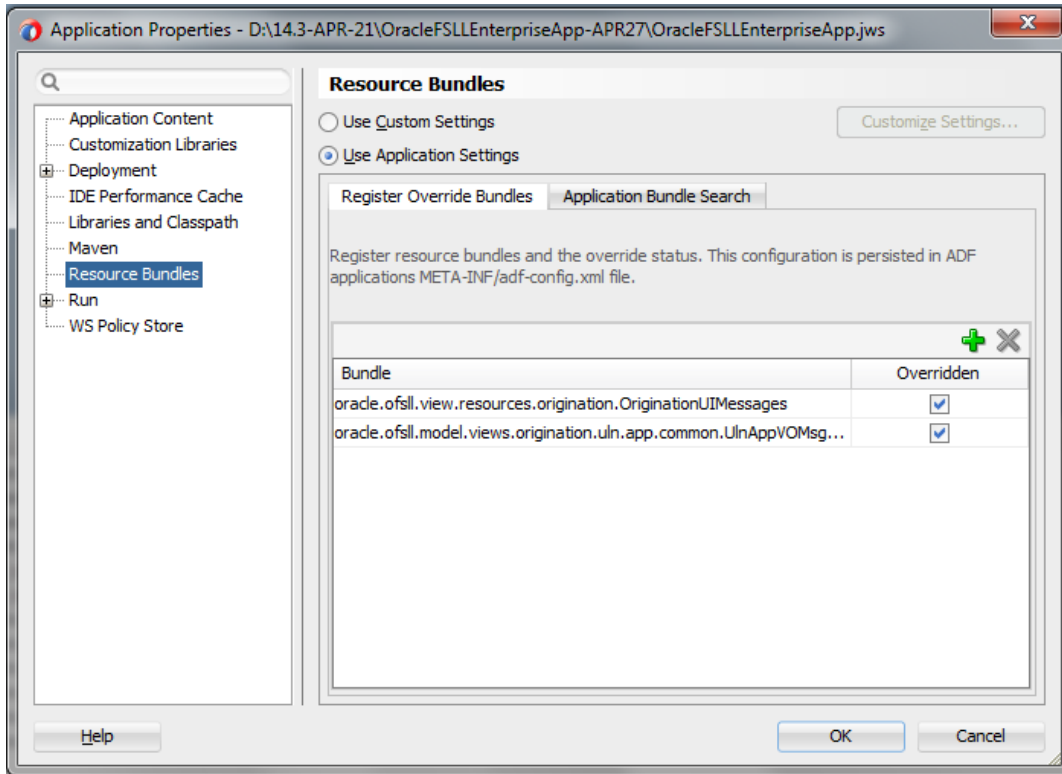 Application Properties - D:\14.3-APR-21\OracleFSLLEnterpriseApp-APR27\OracleFSLLEnterpriseApp.jws
Application Content
Customization Libraries
Deployment
IDE Performance Cache
Libraries and Classpath
Maven
Resource Bundles
Run
WS Policy Store
Resource Bundles
Use Custom Settings
Customize Settings...
Use Application Settings
Register Override Bundles
Application Bundle Search
Register resource bundles and the override status. This configuration is persisted in ADF
applications META-INF/adf-config.xml file.
Bundle
Overridden
oracle.ofsll.view.resources.origination.OriginationUIMessages
oracle.ofsll.model.views.origination.uln.app.common.UlnAppVOMsg...
Help
OK
Cancel